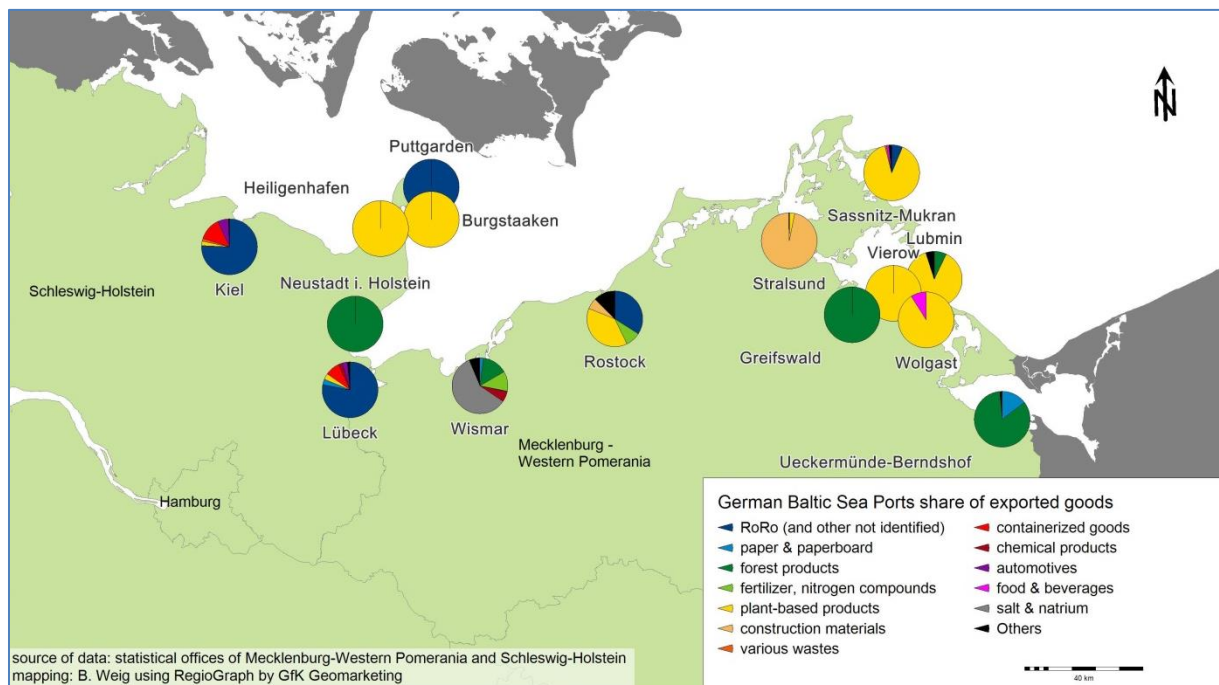 Puttgarden
Heiligenhafen
Burgstaaken
Sassnitz-Mukran
Lubmin
Vierow
Stralsund
Kiel
Neustadt i. Holstein
Schleswig-Holstein
Rostock
Greifswald
Wolgast
Lübeck
Wismar
Mecklenburg -
Western Pomerania
Ueckermünde-Berndshof
Hamburg
N
German Baltic Sea Ports share of exported goods
RoRo (and other not identified)
paper & paperboard
forest products
fertilizer, nitrogen compounds
plant-based products
construction materials
various wastes
containerized goods
chemical products
automotives
food & beverages
salt & natrium
Others
40 km
source of data: statistical offices of Mecklenburg-Western Pomerania and Schleswig-Holstein
mapping: B. Weig using RegioGraph by GfK Geomarketing